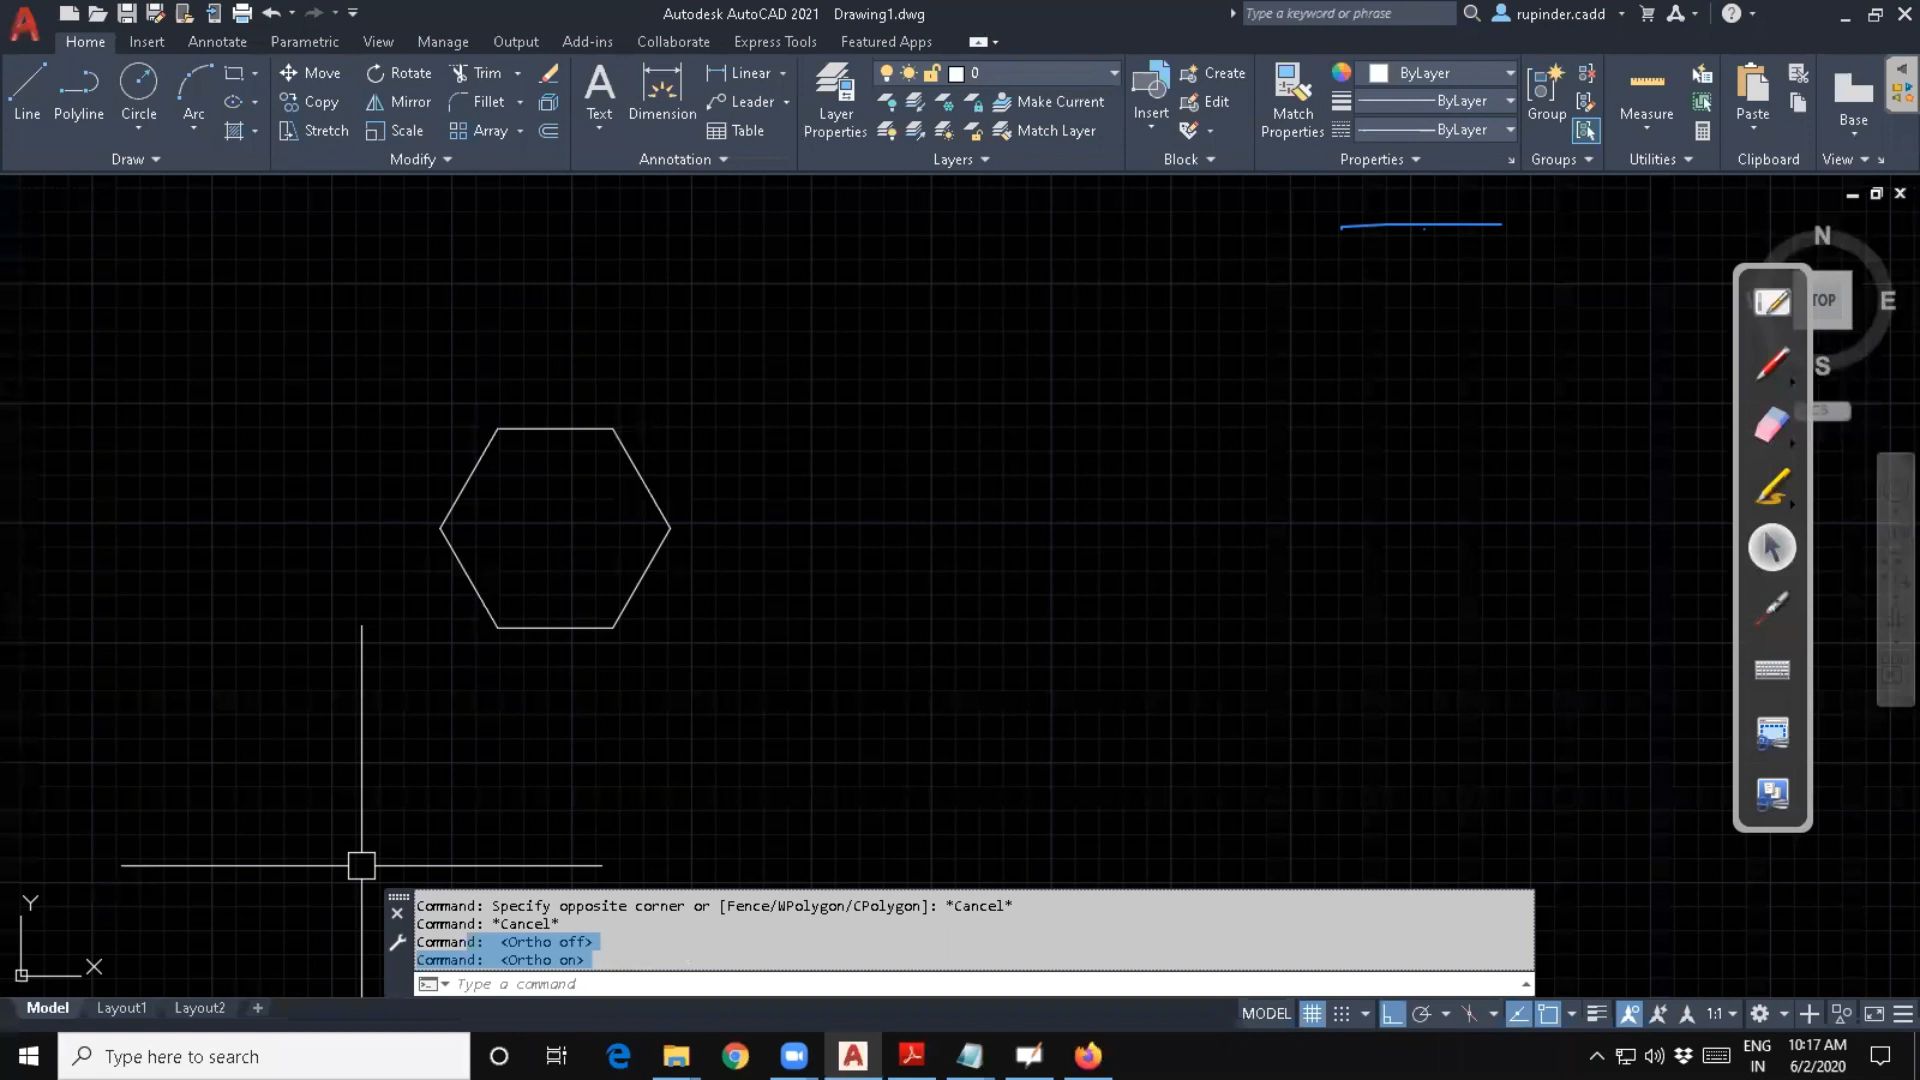 Autodesk AutoCAD 2021 Drawing1.dwg
Type a keyword or phrase
rupinder.cadd
Home Insert Annotate Parametric View Manage Output Add-ins Collaborate Express Tools Featured Apps
Line Polyline Circle Arc
Draw
Move Rotate Trim
Copy Mirror Fillet
Stretch Scale Array
Modify
Text Dimension
Linear
Leader
Table
Annotation
Layer Properties
0
Make Current
Match Layer
Layers
Insert
Create
Edit
Block
Match Properties
ByLayer
ByLayer
ByLayer
Properties
Group
Groups
Measure
Utilities
Paste
Clipboard
Base
View
N
TOP
E
S
Y
X
Command: Specify opposite corner or [Fence/WPolygon/CPolygon]: *Cancel*
Command: *Cancel*
Command: <Ortho off>
Command: <Ortho on>
Type a command
Model Layout1 Layout2 +
MODEL
1:1
Type here to search
ENG
IN
10:17 AM
6/2/2020